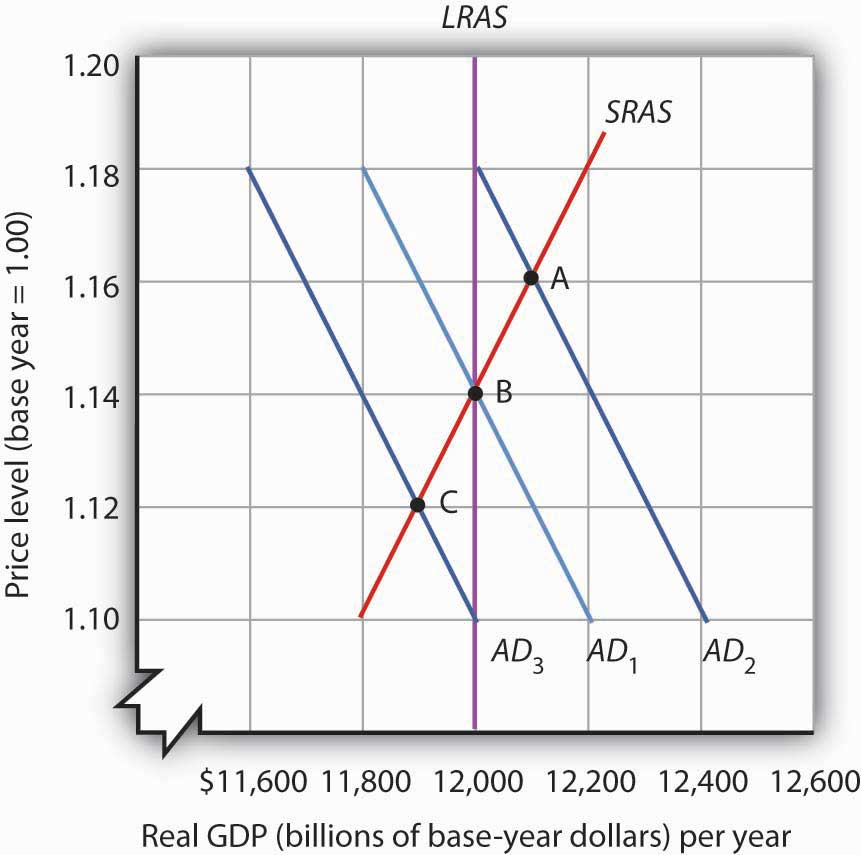 LRAS
1.20
SRAS
1.18
1.16
A
1.14
B
1.12
C
1.10
AD3
AD1
AD2
$11,600 11,800 12,000 12,200 12,400 12,600
Real GDP (billions of base-year dollars) per year
Price level (base year = 1.00)